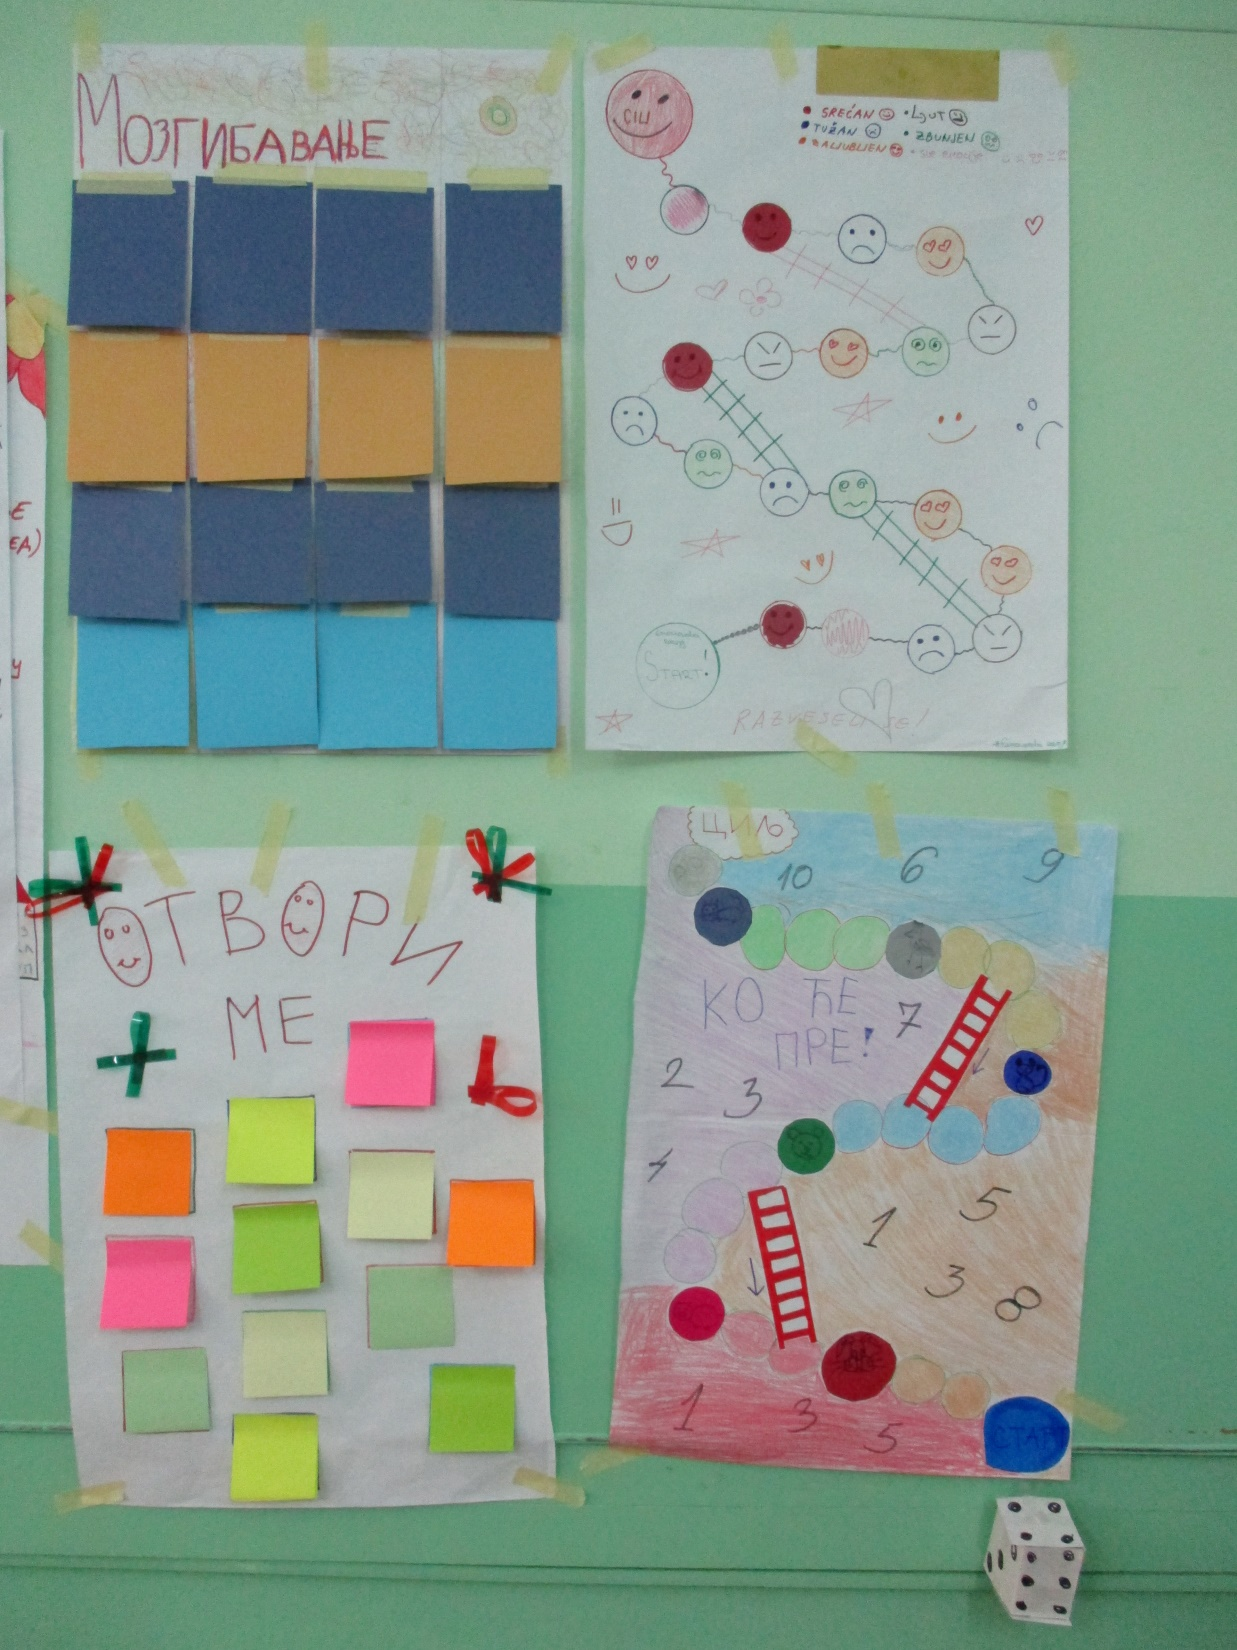 МОЗГИБАВАЊЕ
CILJ
SREĆAN
TUŽAN
ZALJUBLJEN
LJUT
ZBUNJEN
START!
RAZVESELI SE!
ОТВОРИ
МЕ
ЦИЉ
10 6 9
КО ЋЕ
ПРЕ!
7
2
3
1 5
3 8
1 3 5
СТАРТ